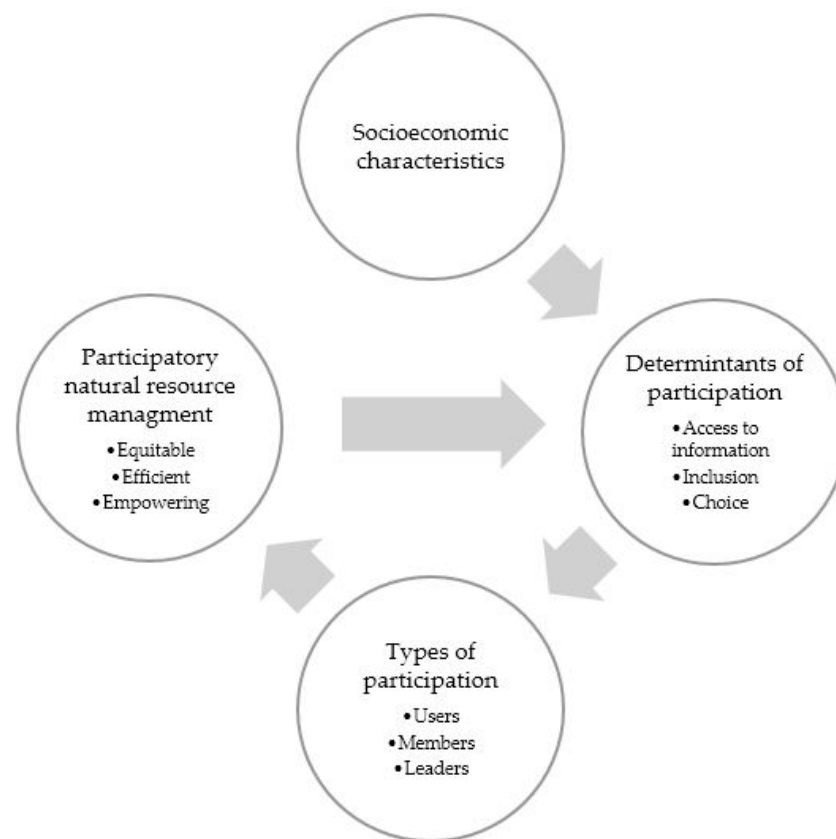 Socioeconomic
characteristics
Participatory
natural resource
managment
•Equitable
•Efficient
•Empowering
Determintants of
participation
•Access to
information
•Inclusion
•Choice
Types of
participation
•Users
•Members
•Leaders